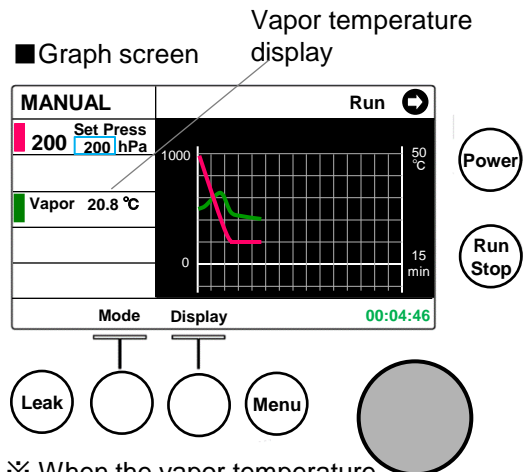 Vapor temperature
display
■Graph screen
MANUAL
Run
200 Set Press
200 hPa
Vapor 20.8 ℃
1000
50
℃
0
15
min
Mode Display 00:04:46
Power
Run
Stop
Leak
Menu
※ When the vapor temperature